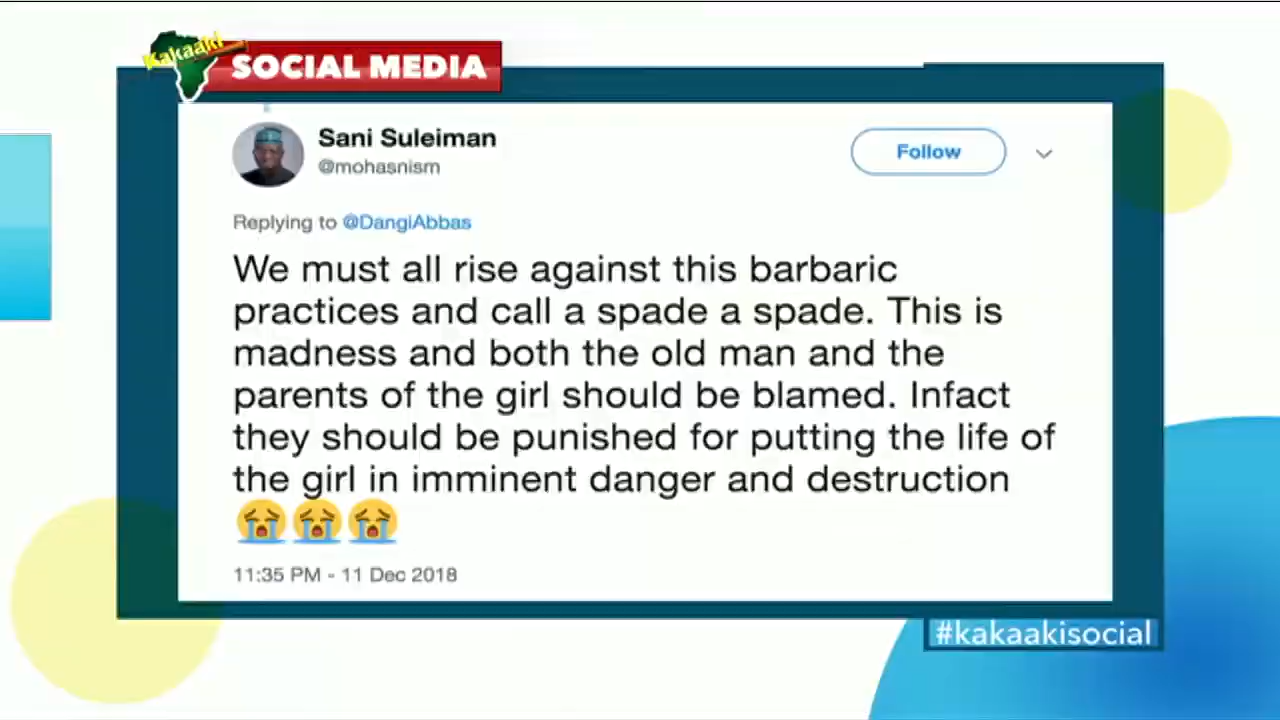 Kakaaki
SOCIAL MEDIA
Sani Suleiman
@mohasnism
Follow
Replying to @DangiAbbas
We must all rise against this barbaric
practices and call a spade a spade. This is
madness and both the old man and the
parents of the girl should be blamed. Infact
they should be punished for putting the life of
the girl in imminent danger and destruction
😭😭😭
11:35 PM - 11 Dec 2018
#kakaakisocial